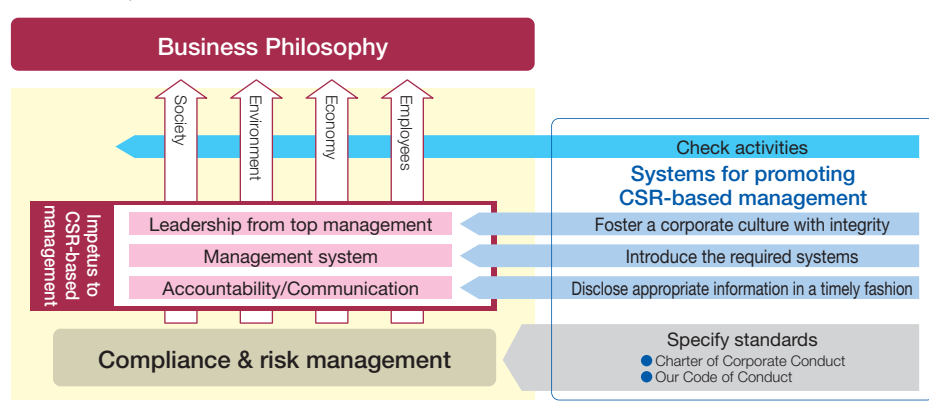 Business Philosophy
Society
Environment
Economy
Employees
Check activities
Systems for promoting
CSR-based management
Impetus to
CSR-based
management
Leadership from top management
Foster a corporate culture with integrity
Management system
Introduce the required systems
Accountability/Communication
Disclose appropriate information in a timely fashion
Compliance & risk management
Specify standards
● Charter of Corporate Conduct
● Our Code of Conduct